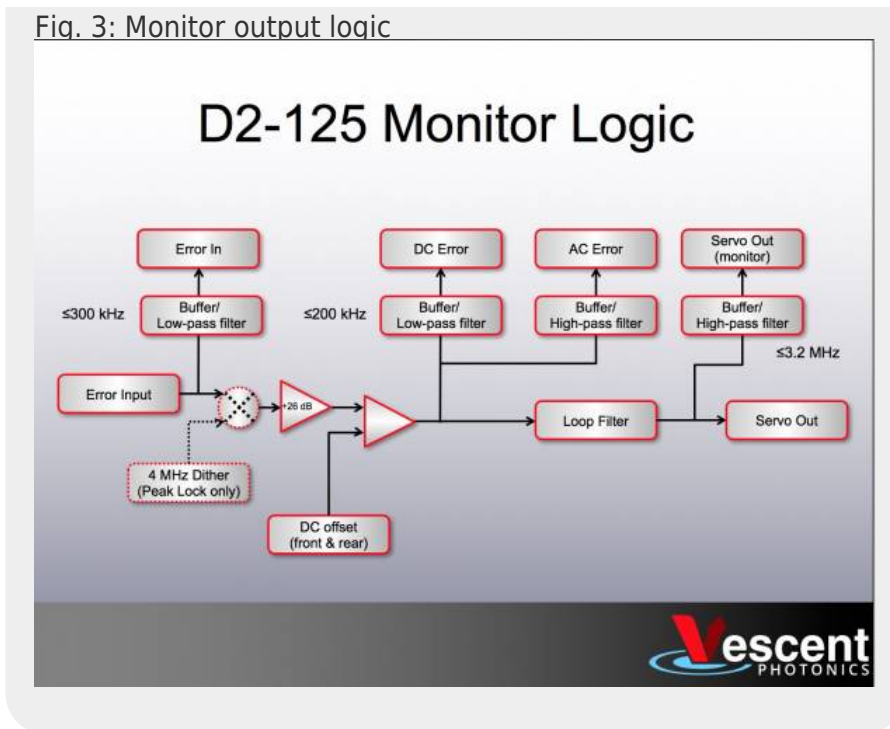 Fig. 3: Monitor output logic
D2-125 Monitor Logic
Error In
DC Error
AC Error
Servo Out
(monitor)
≤300 kHz
Buffer/
Low-pass filter
≤200 kHz
Buffer/
Low-pass filter
Buffer/
High-pass filter
Buffer/
High-pass filter
≤3.2 MHz
Error Input
+26 dB
Loop Filter
Servo Out
4 MHz Dither
(Peak Lock only)
DC offset
(front & rear)
Vescent
PHOTONICS